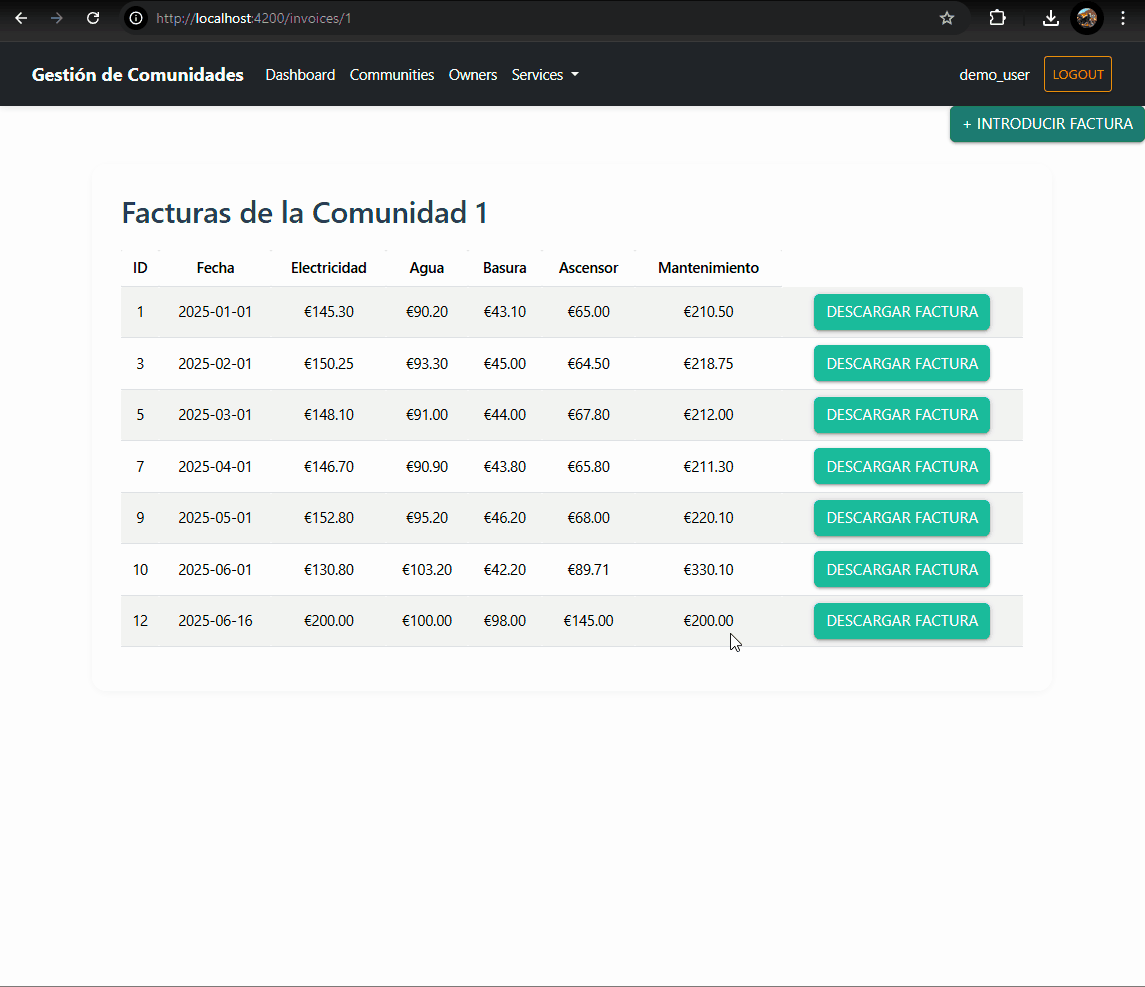 http://localhost:4200/invoices/1
Gestión de Comunidades Dashboard Communities Owners Services demo_user LOGOUT
+ INTRODUCIR FACTURA
Facturas de la Comunidad 1
ID Fecha Electricidad Agua Basura Ascensor Mantenimiento
1 2025-01-01 €145.30 €90.20 €43.10 €65.00 €210.50 DESCARGAR FACTURA
3 2025-02-01 €150.25 €93.30 €45.00 €64.50 €218.75 DESCARGAR FACTURA
5 2025-03-01 €148.10 €91.00 €44.00 €67.80 €212.00 DESCARGAR FACTURA
7 2025-04-01 €146.70 €90.90 €43.80 €65.80 €211.30 DESCARGAR FACTURA
9 2025-05-01 €152.80 €95.20 €46.20 €68.00 €220.10 DESCARGAR FACTURA
10 2025-06-01 €130.80 €103.20 €42.20 €89.71 €330.10 DESCARGAR FACTURA
12 2025-06-16 €200.00 €100.00 €98.00 €145.00 €200.00 DESCARGAR FACTURA